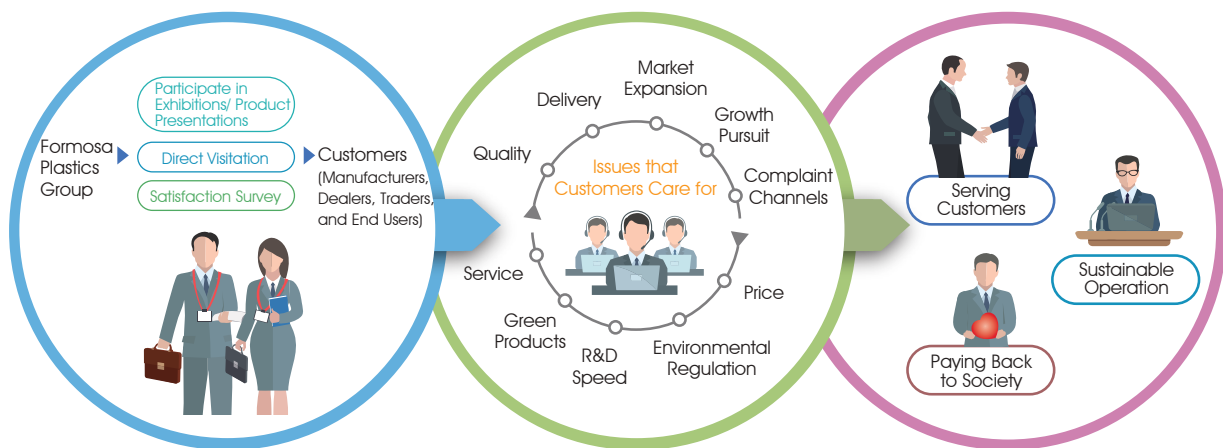 Formosa
Plastics
Group
Participate in
Exhibitions/ Product
Presentations
Direct Visitation
Satisfaction Survey
Customers
(Manufacturers,
Dealers, Traders,
and End Users)
Issues that
Customers Care for
Quality
Delivery
Market
Expansion
Growth
Pursuit
Complaint
Channels
Price
Environmental
Regulation
R&D
Speed
Green
Products
Service
Serving
Customers
Sustainable
Operation
Paying Back
to Society